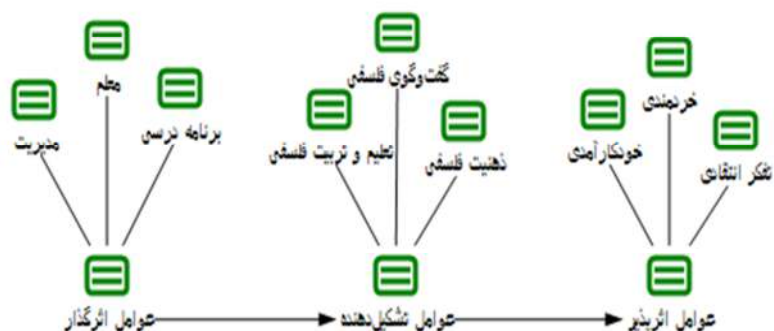 گفت‌وگوی فلسفی
معلم
خردمندی
مدیریت
برنامه درسی
تعلیم و تربیت فلسفی
ذهنیت فلسفی
خودکارآمدی
تفکر انتقادی
عوامل اثرگذار
عوامل تشکیل‌دهنده
عوامل اثرپذیر